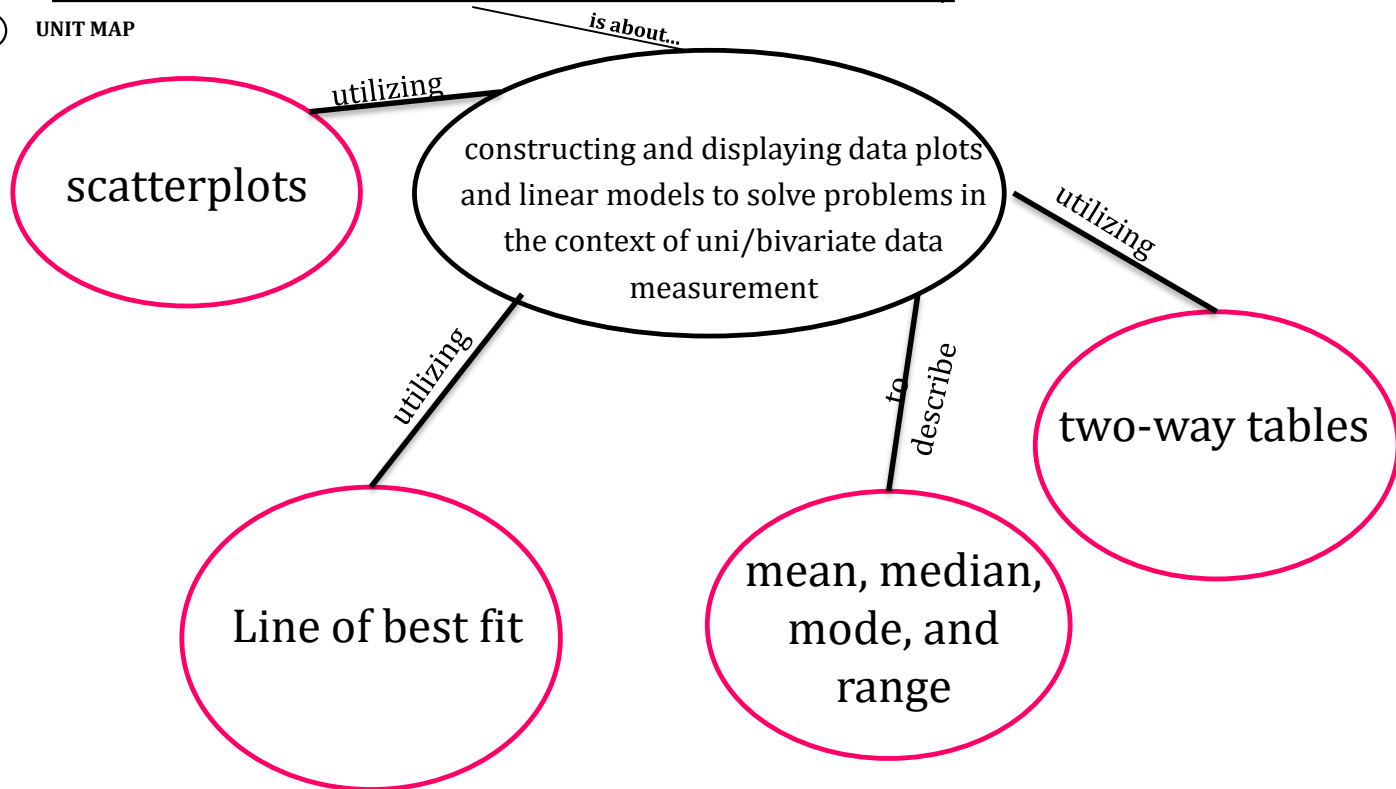 is about...
UNIT MAP
utilizing
scatterplots
constructing and displaying data plots
and linear models to solve problems in
the context of uni/bivariate data
measurement
utilizing
utilizing
to
describe
two-way tables
Line of best fit
mean, median,
mode, and
range